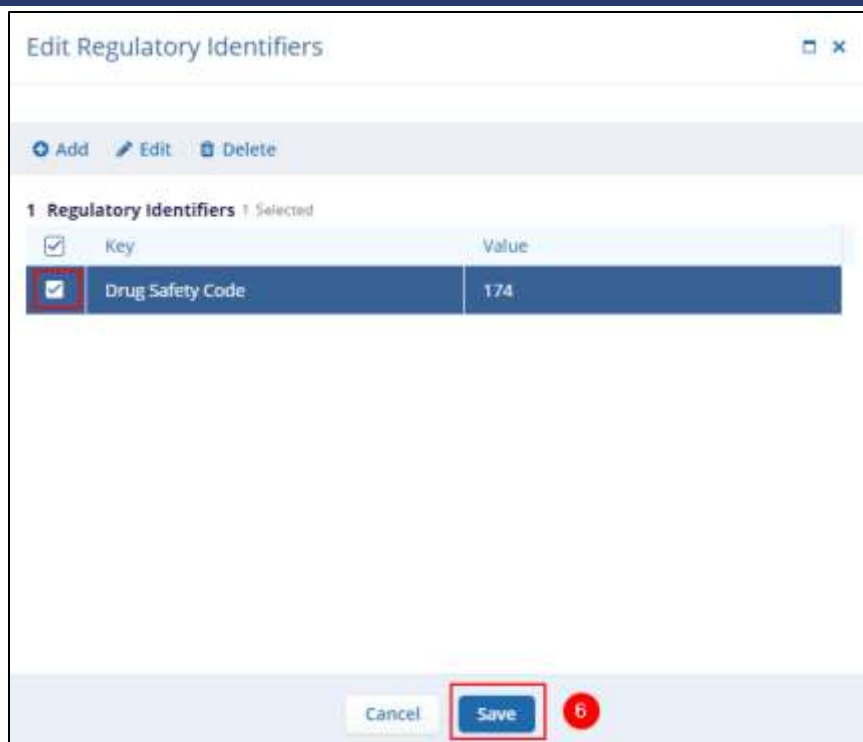 Edit Regulatory Identifiers
Add Edit Delete
1 Regulatory Identifiers 1 Selected
Key Value
Drug Safety Code 174
Cancel Save 6